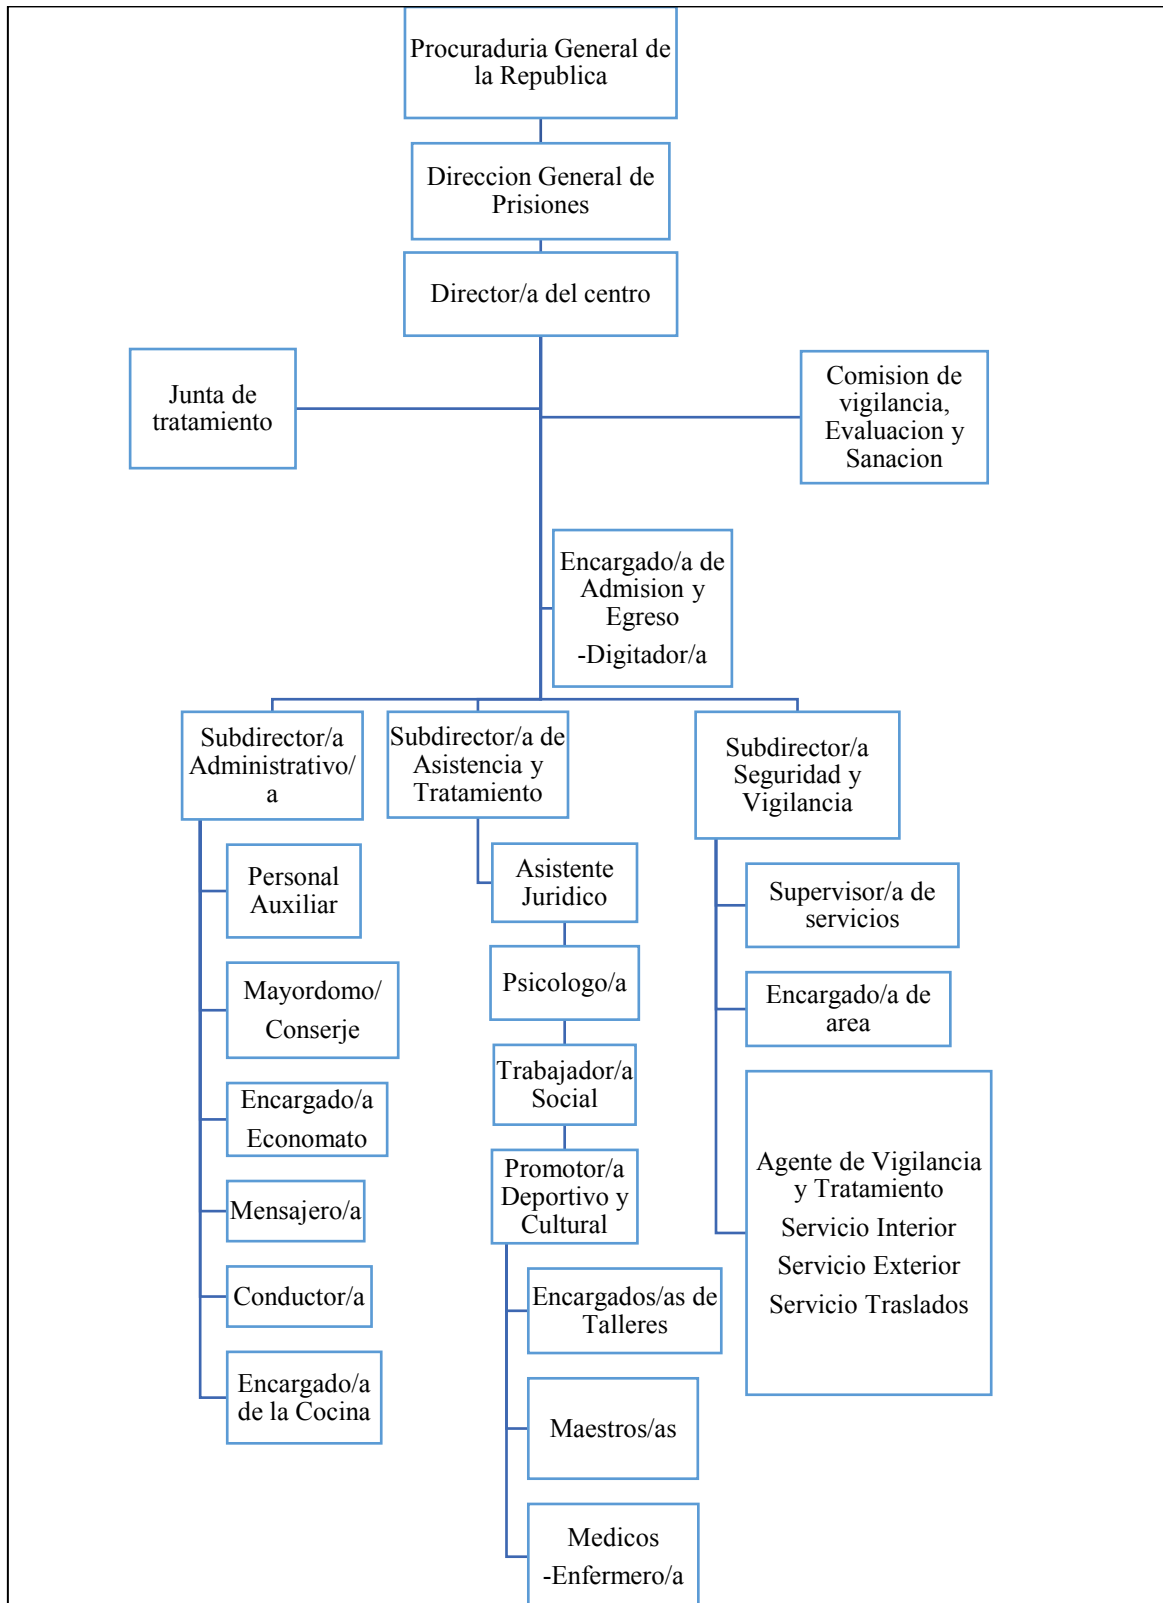 Procuraduria General de
la Republica
Direccion General de
Prisiones
Director/a del centro
Junta de
tratamiento
Comision de
vigilancia,
Evaluacion y
Sanacion
Encargado/a de
Admision y
Egreso
-Digitador/a
Subdirector/a
Administrativo/
a
Subdirector/a de
Asistencia y
Tratamiento
Subdirector/a
Seguridad y
Vigilancia
Personal
Auxiliar
Mayordomo/
Conserje
Encargado/a
Economato
Mensajero/a
Conductor/a
Encargado/a
de la Cocina
Asistente
Juridico
Psicologo/a
Trabajador/a
Social
Promotor/a
Deportivo y
Cultural
Encargados/as de
Talleres
Maestros/as
Medicos
-Enfermero/a
Supervisor/a de
servicios
Encargado/a de
area
Agente de Vigilancia
y Tratamiento
Servicio Interior
Servicio Exterior
Servicio Traslados